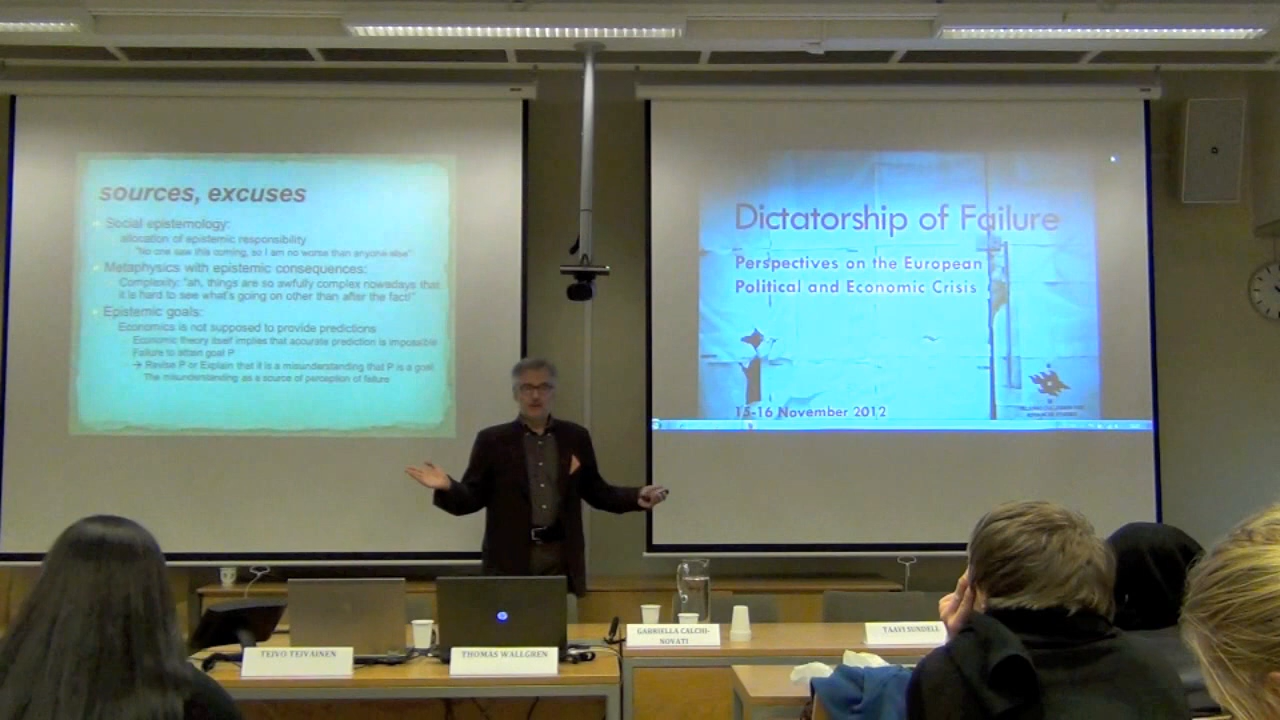 sources, excuses
Social epistemology:
allocation of epistemic responsibility
"No one saw this coming, so I am no worse than anyone else"
Metaphysics with epistemic consequences:
Complexity: "ah, things are so awfully complex nowadays that
it is hard to see what's going on other than after the fact!"
Epistemic goals:
Economics is not supposed to provide predictions
Economic theory itself implies that accurate prediction is impossible
Failure to attain goal P
→ Revise P or Explain that it is a misunderstanding that P is a goal
The misunderstanding as a source of perception of failure
Dictatorship of Failure
Perspectives on the European
Political and Economic Crisis
15-16 November 2012
TEIVO TEIVAINEN
THOMAS WALLGREN
GABRIELLA CALCHI-
NOVATI
TAAVI SUNDELL